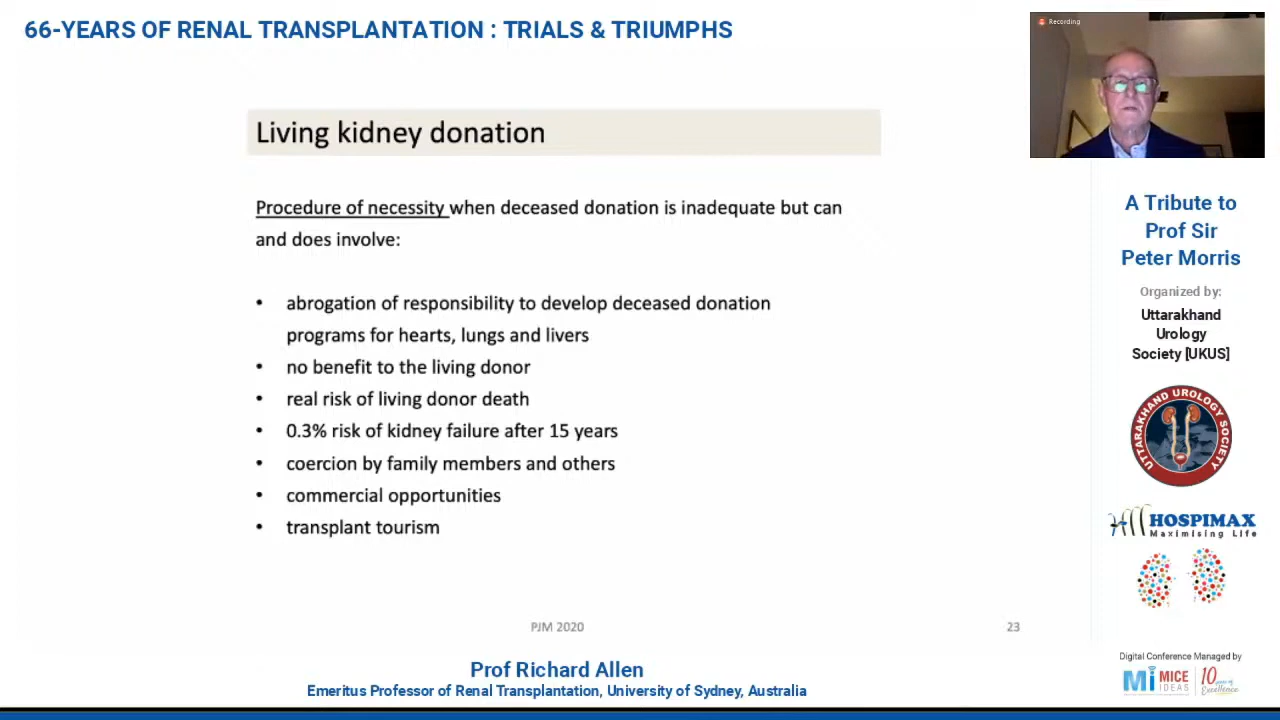 66-YEARS OF RENAL TRANSPLANTATION : TRIALS & TRIUMPHS
Recording
Living kidney donation
Procedure of necessity when deceased donation is inadequate but can
and does involve:
• abrogation of responsibility to develop deceased donation
programs for hearts, lungs and livers
• no benefit to the living donor
• real risk of living donor death
• 0.3% risk of kidney failure after 15 years
• coercion by family members and others
• commercial opportunities
• transplant tourism
PJM 2020
23
A Tribute to
Prof Sir
Peter Morris
Organized by:
Uttarakhand
Urology
Society [UKUS]
UTTARAKHAND UROLOGY SOCIETY
HOSPIMAX
Maximising Life
Digital Conference Managed by
Mi MICE
IDEAS
10 years of
Excellence
Prof Richard Allen
Emeritus Professor of Renal Transplantation, University of Sydney, Australia